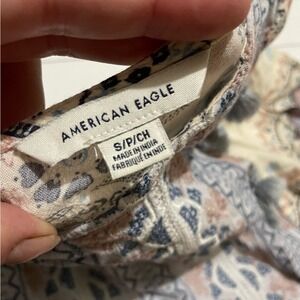 AMERICAN EAGLE
S/P/CH
MADE IN INDIA
FABRIQUÉ EN INDE